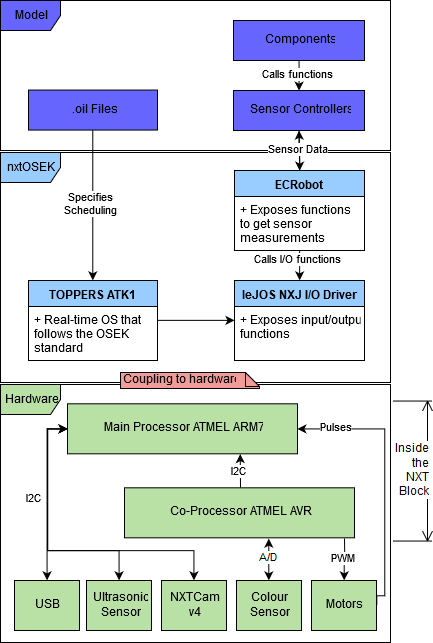 Model
Components
Calls functions
.oil Files
Sensor Controllers
Sensor Data
nxtOSEK
Specifies
Scheduling
ECRobot
+ Exposes functions
to get sensor
measurements
Calls I/O functions
TOPPERS ATK1
+ Real-time OS that
follows the OSEK
standard
leJOS NXJ I/O Driver
+ Exposes input/output
functions
Coupling to hardware
Hardware
Main Processor ATMEL ARM7
Pulses
Inside
the
NXT
Block
I2C
I2C
Co-Processor ATMEL AVR
A/D
PWM
USB
Ultrasonic
Sensor
NXTCam
v4
Colour
Sensor
Motors